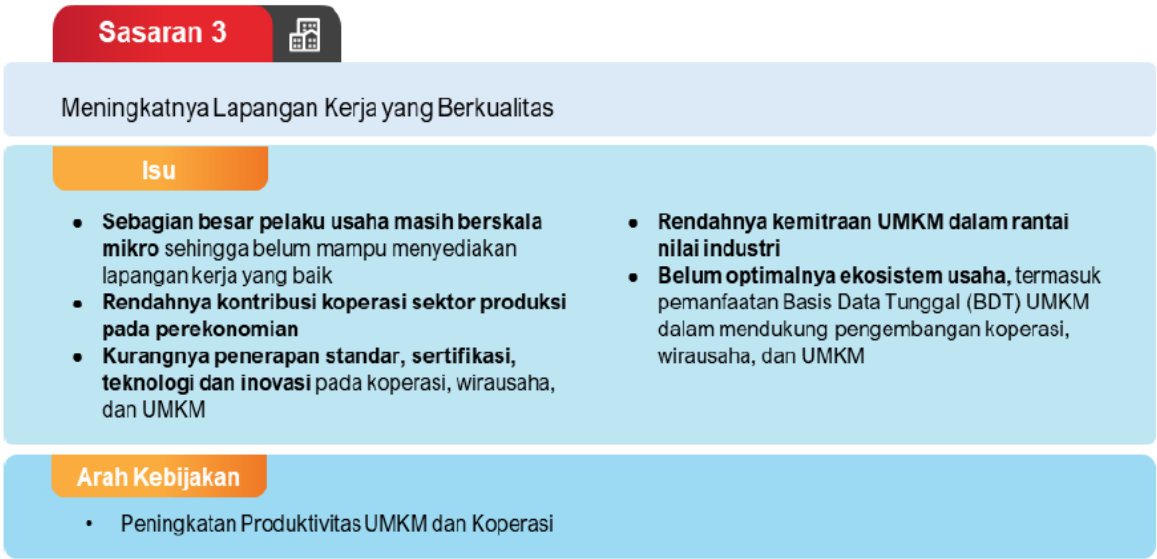 Sasaran 3
Meningkatnya Lapangan Kerja yang Berkualitas
Isu
● Sebagian besar pelaku usaha masih berskala
mikro sehingga belum mampu menyediakan
lapangan kerja yang baik
● Rendahnya kontribusi koperasi sektor produksi
pada perekonomian
● Kurangnya penerapan standar, sertifikasi,
teknologi dan inovasi pada koperasi, wirausaha,
dan UMKM
● Rendahnya kemitraan UMKM dalam rantai
nilai industri
● Belum optimalnya ekosistem usaha, termasuk
pemanfaatan Basis Data Tunggal (BDT) UMKM
dalam mendukung pengembangan koperasi,
wirausaha, dan UMKM
Arah Kebijakan
• Peningkatan Produktivitas UMKM dan Koperasi